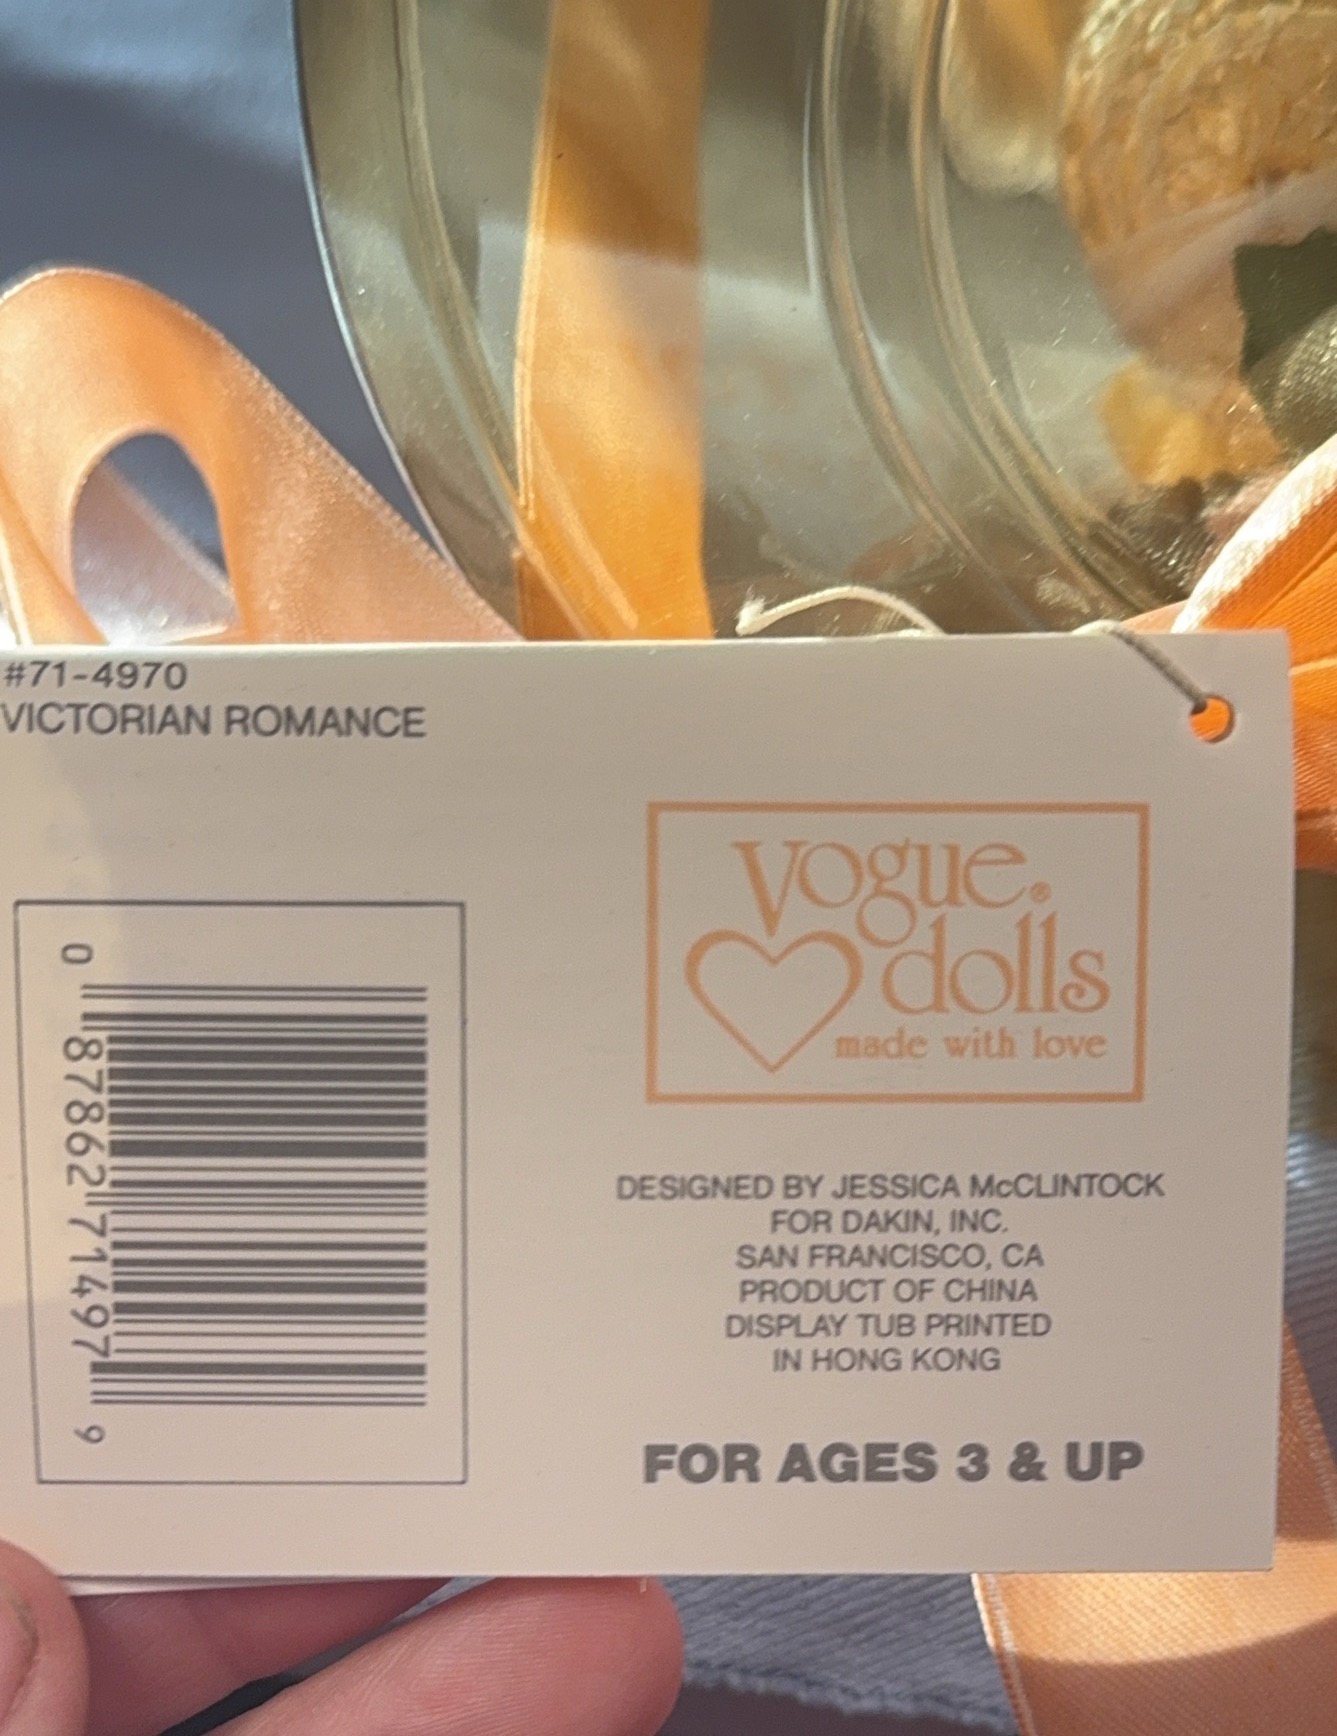 #71-4970
VICTORIAN ROMANCE
vogue®
dolls
made with love
0 87862 71497 9
DESIGNED BY JESSICA McCLINTOCK
FOR DAKIN, INC.
SAN FRANCISCO, CA
PRODUCT OF CHINA
DISPLAY TUB PRINTED
IN HONG KONG
FOR AGES 3 & UP